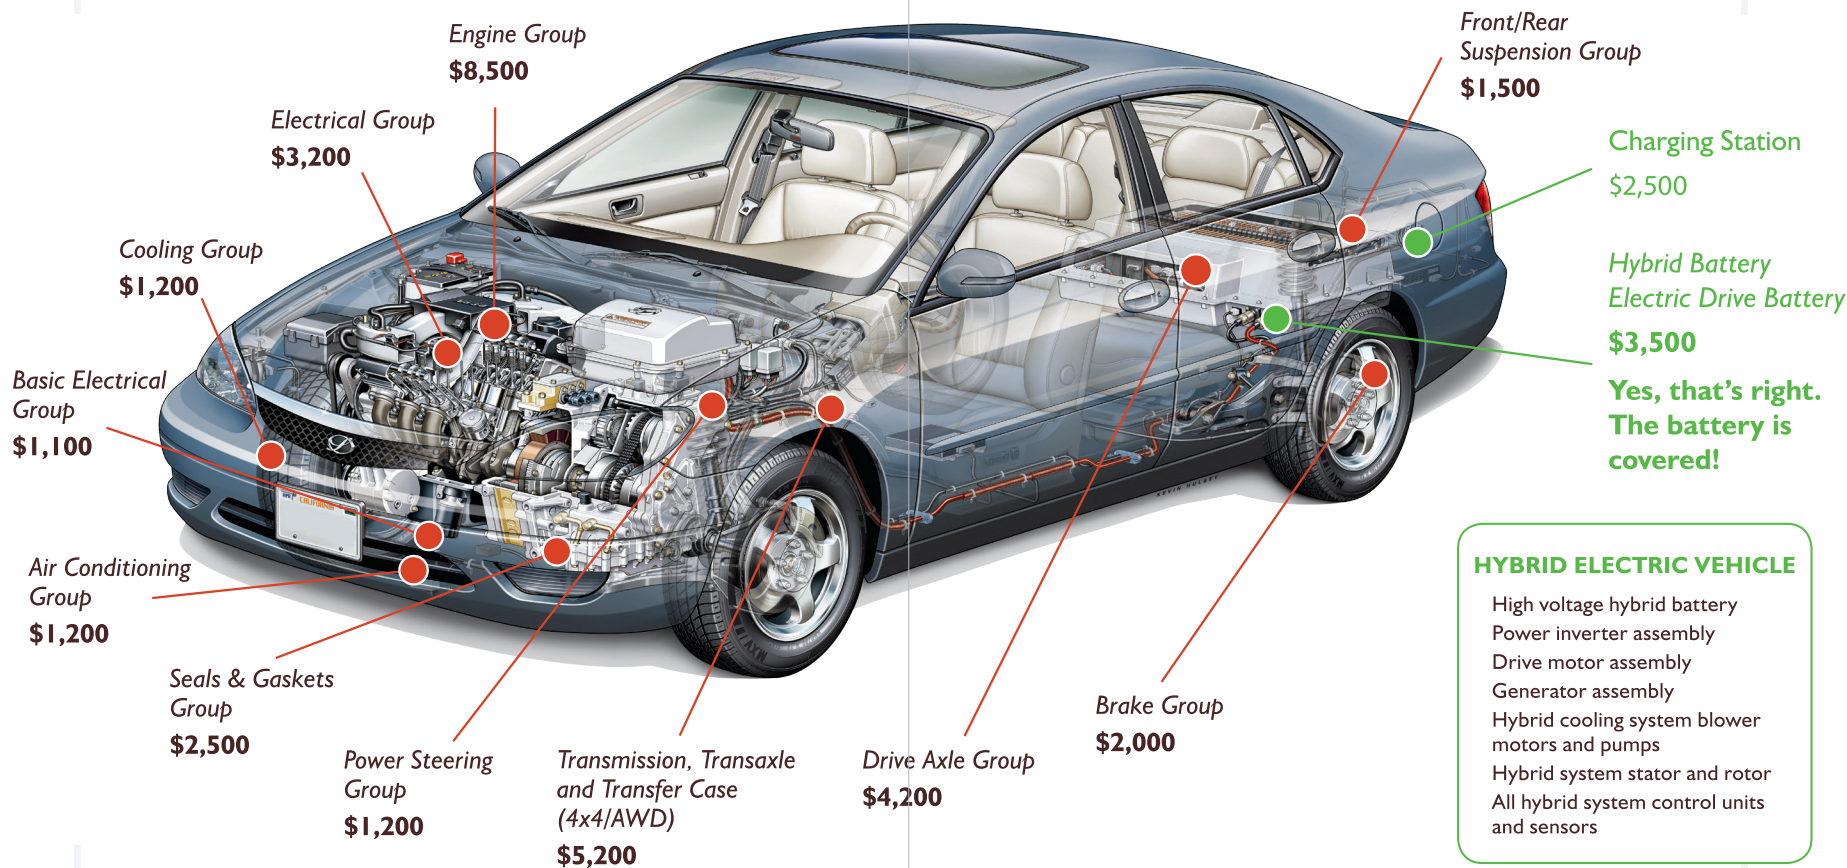 Engine Group
$8,500
Electrical Group
$3,200
Cooling Group
$1,200
Basic Electrical
Group
$1,100
Air Conditioning
Group
$1,200
Seals & Gaskets
Group
$2,500
Power Steering
Group
$1,200
Transmission, Transaxle
and Transfer Case
(4x4/AWD)
$5,200
Drive Axle Group
$4,200
Brake Group
$2,000
Front/Rear
Suspension Group
$1,500
Charging Station
$2,500
Hybrid Battery
Electric Drive Battery
$3,500
Yes, that’s right.
The battery is
covered!
HYBRID ELECTRIC VEHICLE
High voltage hybrid battery
Power inverter assembly
Drive motor assembly
Generator assembly
Hybrid cooling system blower
motors and pumps
Hybrid system stator and rotor
All hybrid system control units
and sensors
CALIFORNIA
KEVIN HULSEY
MXV